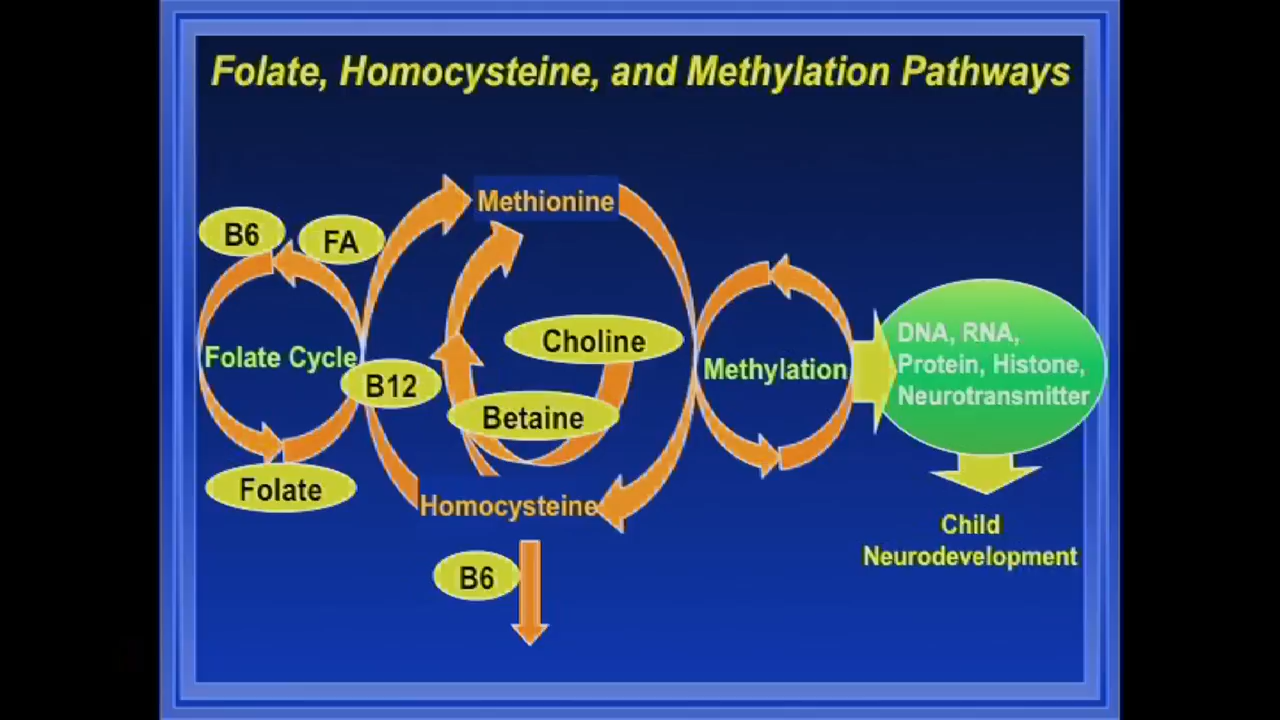 Folate, Homocysteine, and Methylation Pathways
Methionine
B6
FA
Choline
DNA, RNA,
Protein, Histone,
Neurotransmitter
Folate Cycle
Methylation
B12
Betaine
Folate
Homocysteine
Child
Neurodevelopment
B6